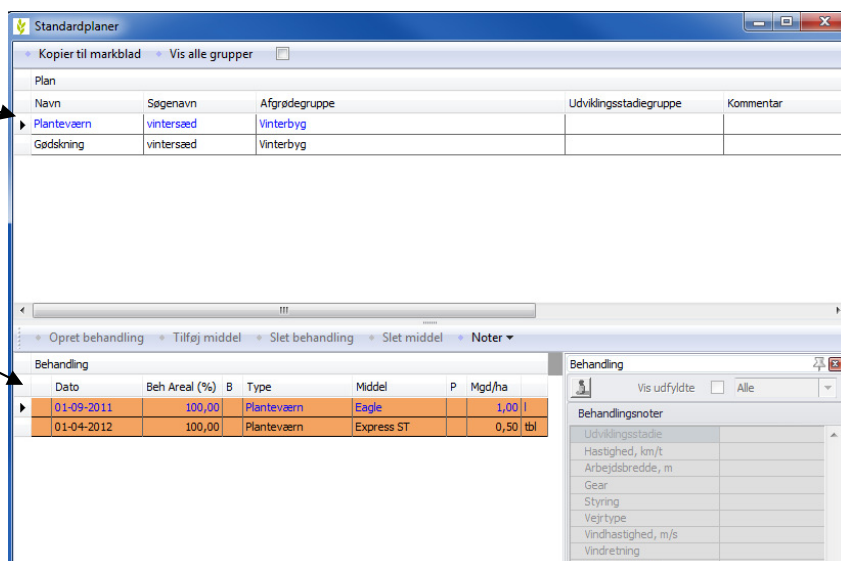 Standardplaner
Kopier til markblad Vis alle grupper
Plan
Navn Søgenavn Afgrødegruppe Udviklingsstadiegruppe Kommentar
Planteværn vintersæd Vinterbyg
Gødskning vintersæd Vinterbyg
Opret behandling Tilføj middel Slet behandling Slet middel Noter
Behandling Behandling
Dato Beh Areal (%) B Type Middel P Mgd/ha Vis udfyldte Alle
01-09-2011 100,00 Planteværn Eagle 1,00 l Behandlingsnoter
01-04-2012 100,00 Planteværn Express ST 0,50 tbl Udviklingsstadie
Hastighed, km/t
Arbejdsbredde, m
Gear
Styring
Vejrtype
Vindhastighed, m/s
Vindretning